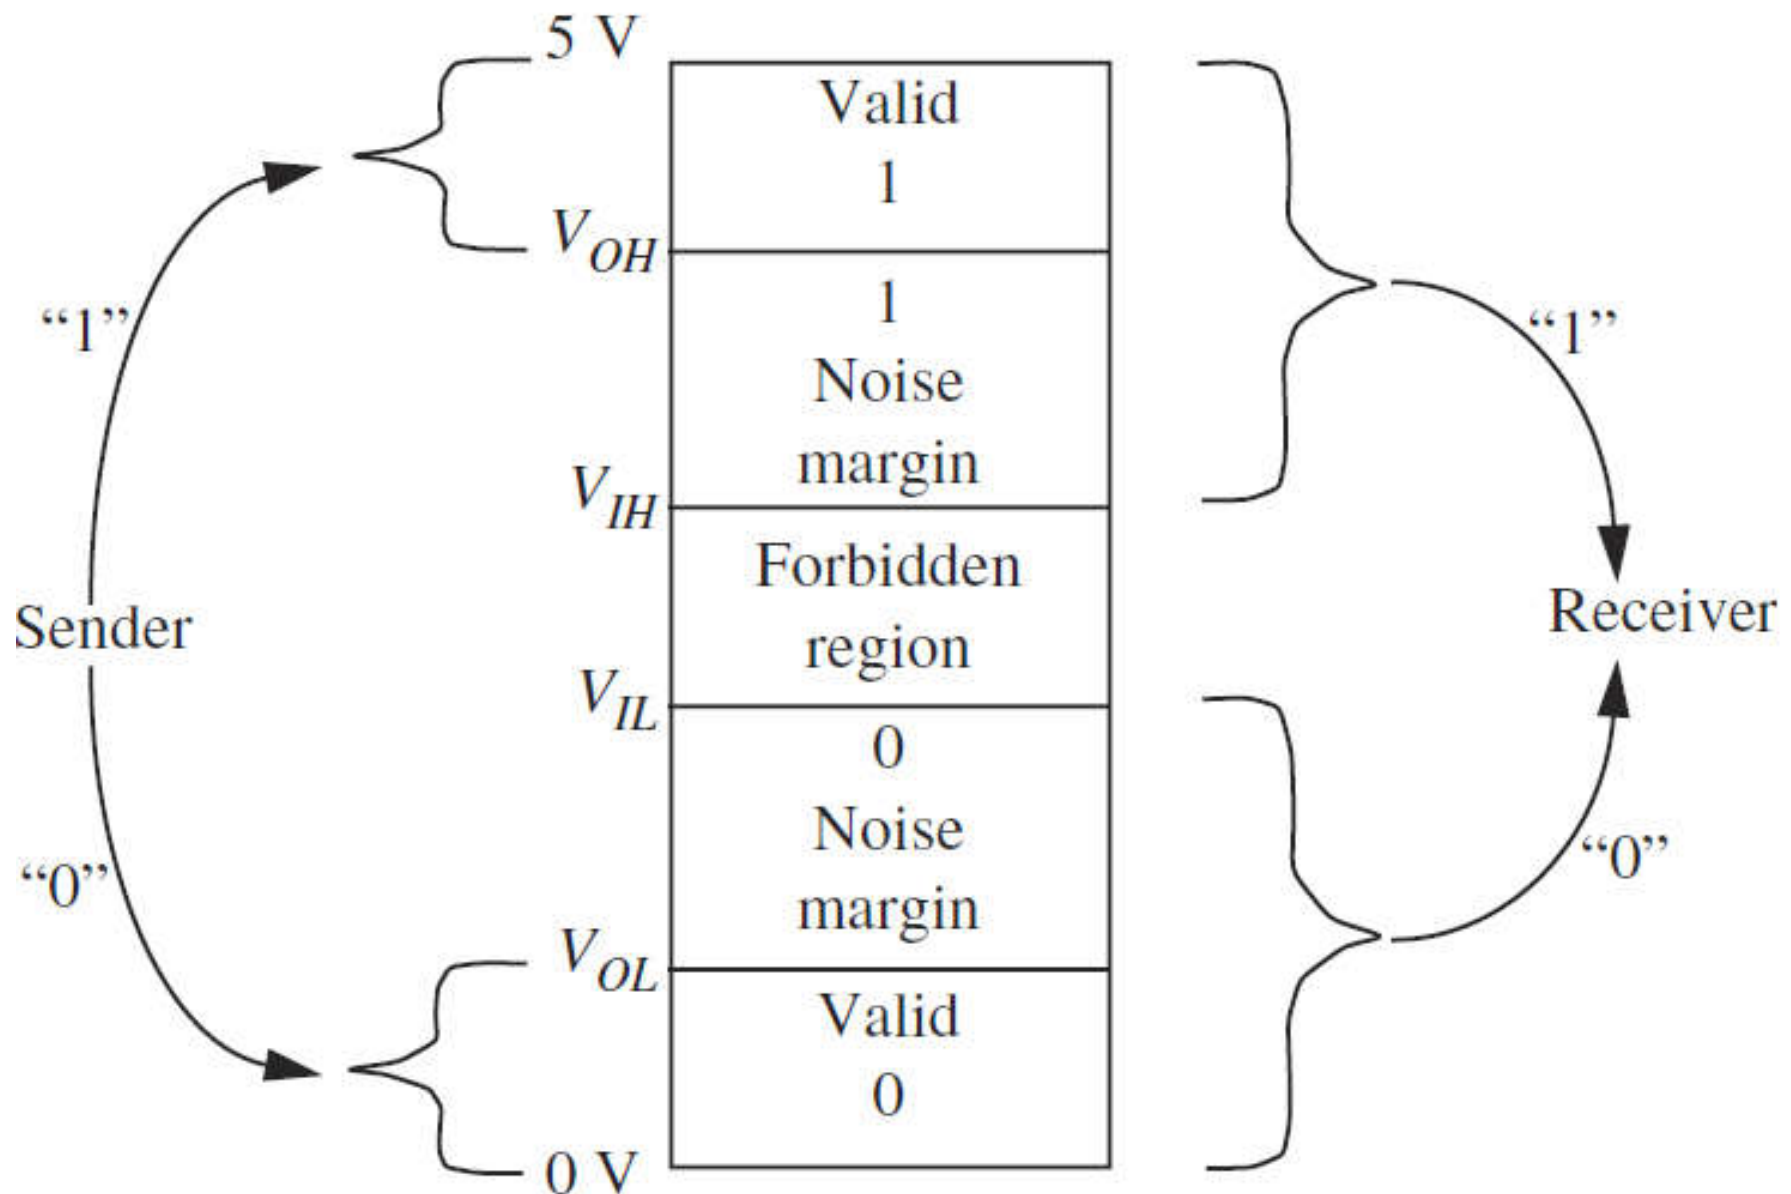 5 V
Valid
1
V_OH
1
“1”
“1”
Noise
margin
V_IH
Forbidden
Sender
region
Receiver
V_IL
0
Noise
“0”
“0”
margin
V_OL
Valid
0
0 V